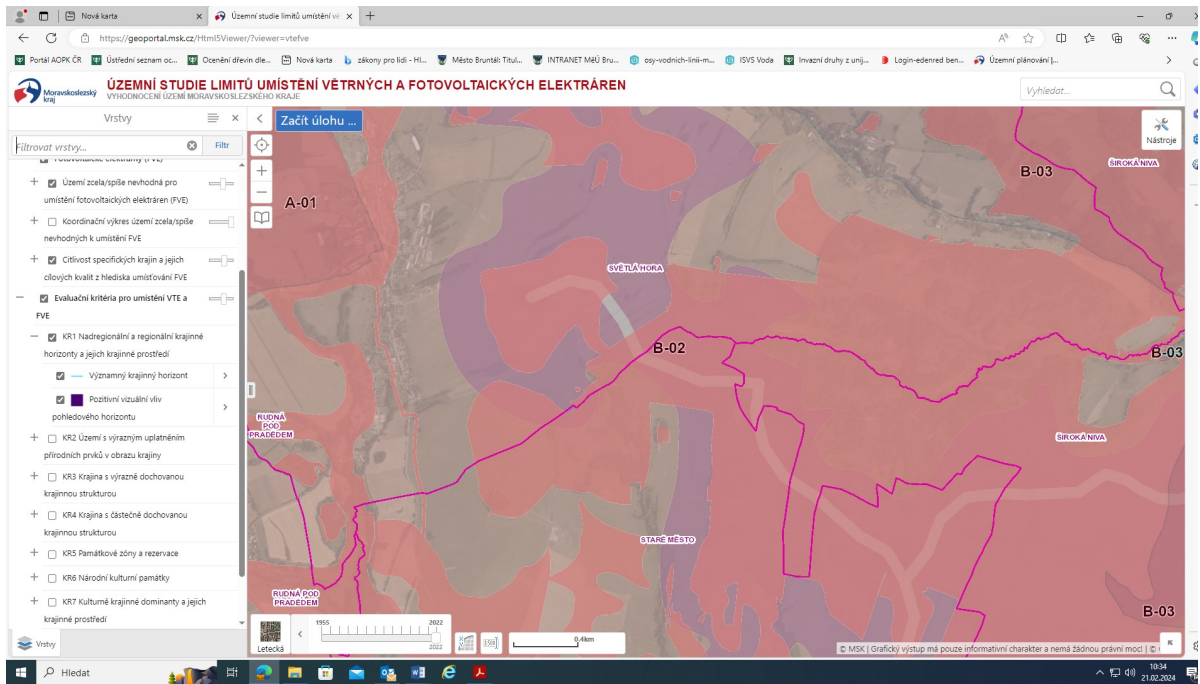 Nová karta
Územní studie limitů umístění vě
https://geoportal.msk.cz/Html5Viewer/?viewer=vtefve
Portál AOPK ČR
Ústřední seznam oc...
Ocenění dřevin dle...
Nová karta
zákony pro lidi - Hl...
Město Bruntál: Titul...
INTRANET MěÚ Bru...
osy-vodnich-linii-m...
ISVS Voda
Invazní druhy z unij...
Login-edenred ben...
Územní plánování |...
Moravskoslezský
kraj
ÚZEMNÍ STUDIE LIMITŮ UMÍSTĚNÍ VĚTRNÝCH A FOTOVOLTAICKÝCH ELEKTRÁREN
VYHODNOCENÍ ÚZEMÍ MORAVSKOSLEZSKÉHO KRAJE
Vyhledat...
Vrstvy
Začít úlohu ...
Nástroje
Filtrovat vrstvy...
Filtr
Fotovoltaické elektrárny (FVE)
Území zcela/spíše nevhodná pro
umístění fotovoltaických elektráren (FVE)
Koordinační výkres území zcela/spíše
nevhodných k umístění FVE
Citlivost specifických krajin a jejich
cílových kvalit z hlediska umísťování FVE
Evaluační kritéria pro umístění VTE a
FVE
KR1 Nadregionální a regionální krajinné
horizonty a jejich krajinné prostředí
Významný krajinný horizont
Pozitivní vizuální vliv
pohledového horizontu
KR2 Území s výrazným uplatněním
přírodních prvků v obrazu krajiny
KR3 Krajina s výrazně dochovanou
krajinnou strukturou
KR4 Krajina s částečně dochovanou
krajinnou strukturou
KR5 Památkové zóny a rezervace
KR6 Národní kulturní památky
KR7 Kulturně krajinné dominanty a jejich
krajinné prostředí
Vrstvy
A-01
B-03
ŠIROKÁ NIVA
SVĚTLÁ HORA
B-02
B-03
RUDNÁ
POD
PRADĚDEM
ŠIROKÁ NIVA
STARÉ MĚSTO
RUDNÁ POD
PRADĚDEM
B-03
Letecká
1955
2022
2022
0.4km
© MSK | Grafický výstup má pouze informativní charakter a nemá žádnou právní moc | ©
Hledat
10:34
21.02.2024